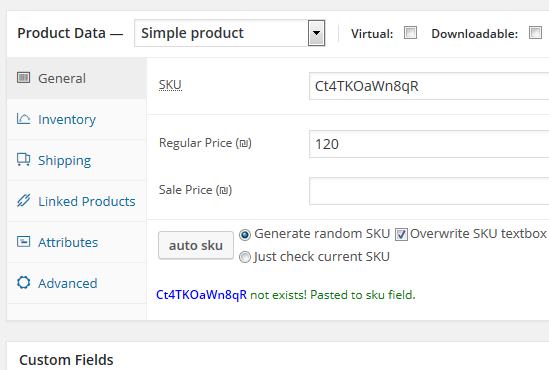 Product Data — Simple product Virtual: Downloadable:
General
Inventory
Shipping
Linked Products
Attributes
Advanced
SKU Ct4TKOaWn8qR
Regular Price (₪) 120
Sale Price (₪)
auto sku
Generate random SKU Overwrite SKU textbox
Just check current SKU
Ct4TKOaWn8qR not exists! Pasted to sku field.
Custom Fields